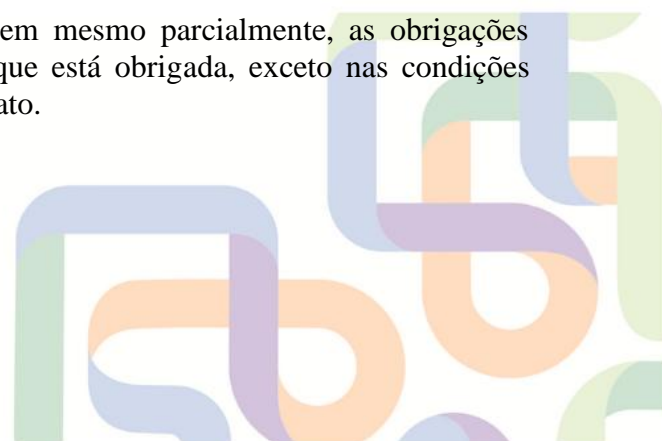 em mesmo parcialmente, as obrigações
que está obrigada, exceto nas condições
ato.